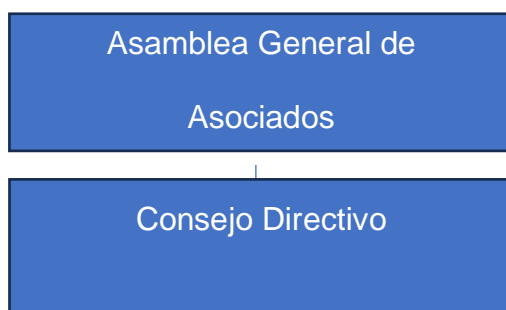 Asamblea General de
Asociados
Consejo Directivo